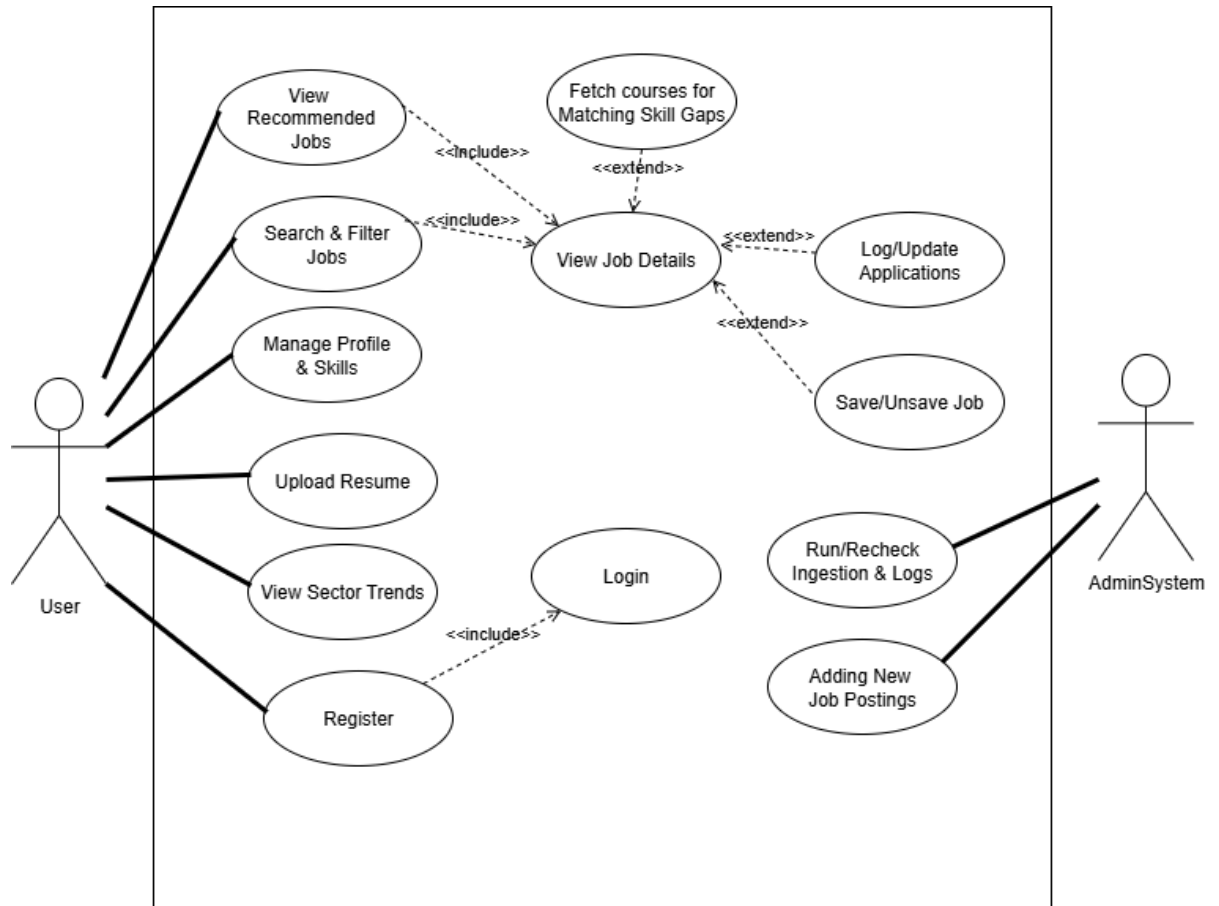 View
Recommended
Jobs
Fetch courses for
Matching Skill Gaps
<<include>>
<<extend>>
Search & Filter
Jobs
<<include>>
View Job Details
<<extend>>
Log/Update
Applications
Manage Profile
& Skills
<<extend>>
Save/Unsave Job
Upload Resume
Run/Recheck
Ingestion & Logs
Login
View Sector Trends
User
AdminSystem
<<include>>
Adding New
Job Postings
Register